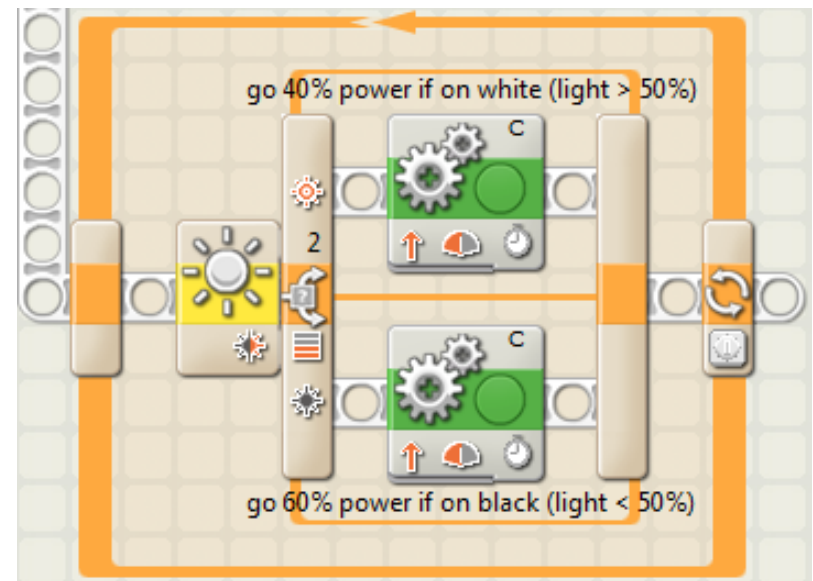 go 40% power if on white (light > 50%)
C
2
C
go 60% power if on black (light < 50%)